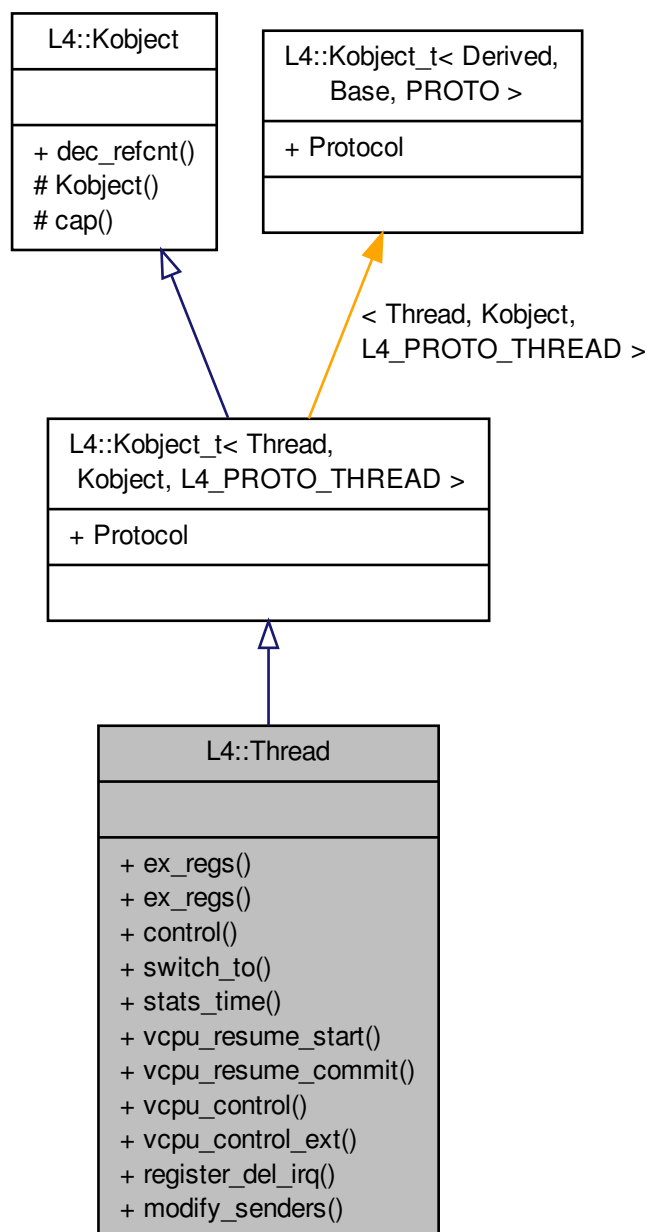 L4::Kobject
+ dec_refcnt()
# Kobject()
# cap()
L4::Kobject_t< Derived,
Base, PROTO >
+ Protocol
< Thread, Kobject,
L4_PROTO_THREAD >
L4::Kobject_t< Thread,
Kobject, L4_PROTO_THREAD >
+ Protocol
L4::Thread
+ ex_regs()
+ ex_regs()
+ control()
+ switch_to()
+ stats_time()
+ vcpu_resume_start()
+ vcpu_resume_commit()
+ vcpu_control()
+ vcpu_control_ext()
+ register_del_irq()
+ modify_senders()